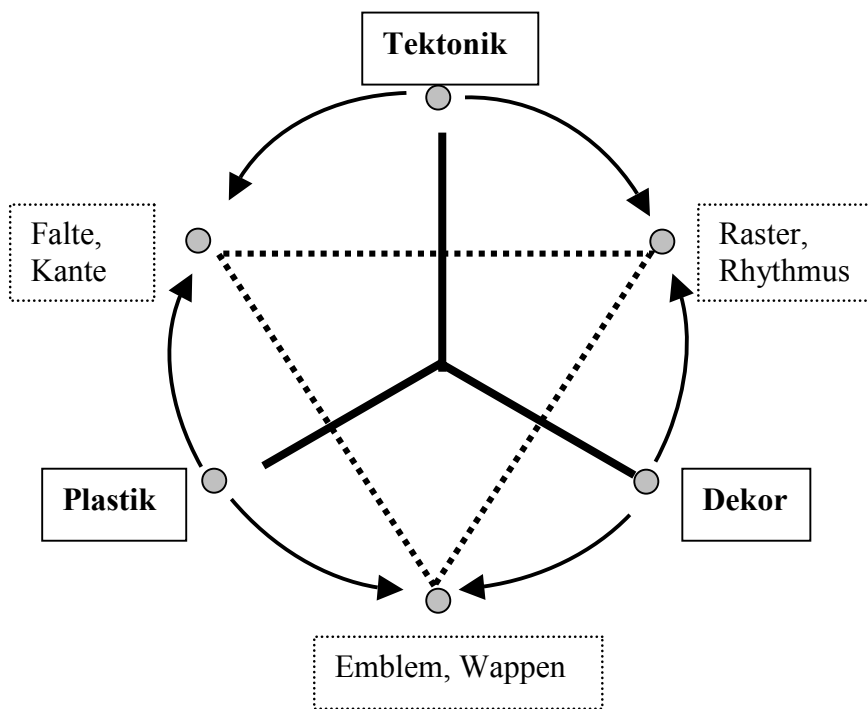 Tektonik
Falte,
Kante
Raster,
Rhythmus
Plastik
Dekor
Emblem, Wappen